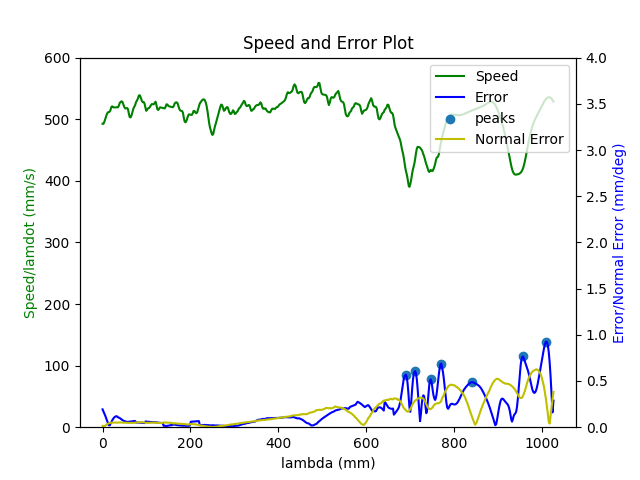 Speed and Error Plot
600
500
400
300
200
100
0
Speed/lamdot (mm/s)
4.0
3.5
3.0
2.5
2.0
1.5
1.0
0.5
0.0
Error/Normal Error (mm/deg)
Speed
Error
peaks
Normal Error
0 200 400 600 800 1000
lambda (mm)